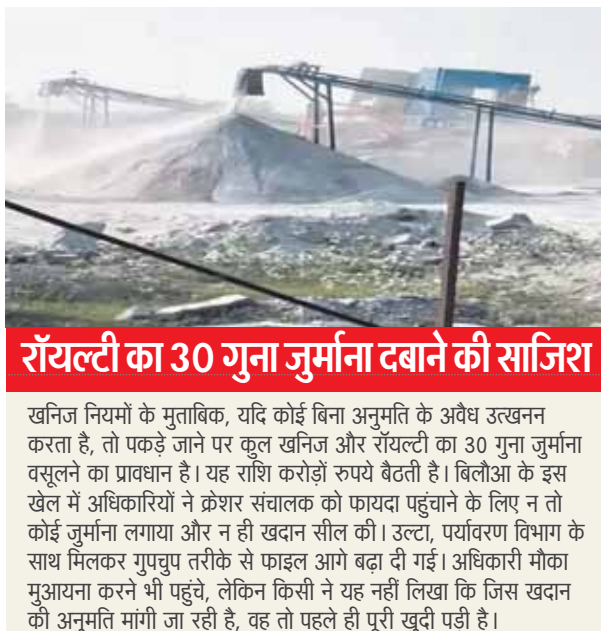 रॉयल्टी का 30 गुना जुर्माना दबाने की साजिश
खनिज नियमों के मुताबिक, यदि कोई बिना अनुमति के अवैध उत्खनन
करता है, तो पकड़े जाने पर कुल खनिज और रॉयल्टी का 30 गुना जुर्माना
वसूलने का प्रावधान है। यह राशि करोड़ों रुपये बैठती है। बिलौआ के इस
खेल में अधिकारियों ने क्रेशर संचालक को फायदा पहुंचाने के लिए न तो
कोई जुर्माना लगाया और न ही खदान सील की। उल्टा, पर्यावरण विभाग के
साथ मिलकर गुपचुप तरीके से फाइल आगे बढ़ा दी गई। अधिकारी मौका
मुआयना करने भी पहुंचे, लेकिन किसी ने यह नहीं लिखा कि जिस खदान
की अनुमति मांगी जा रही है, वह तो पहले ही पूरी खुदी पड़ी है।